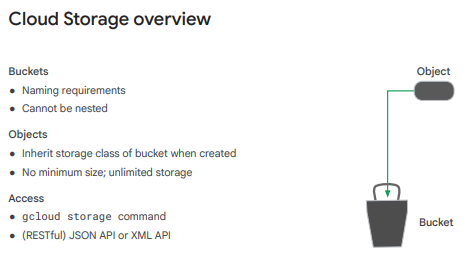 Cloud Storage overview
Buckets
● Naming requirements
● Cannot be nested
Objects
● Inherit storage class of bucket when created
● No minimum size; unlimited storage
Access
● gcloud storage command
● (RESTful) JSON API or XML API
Object
Bucket